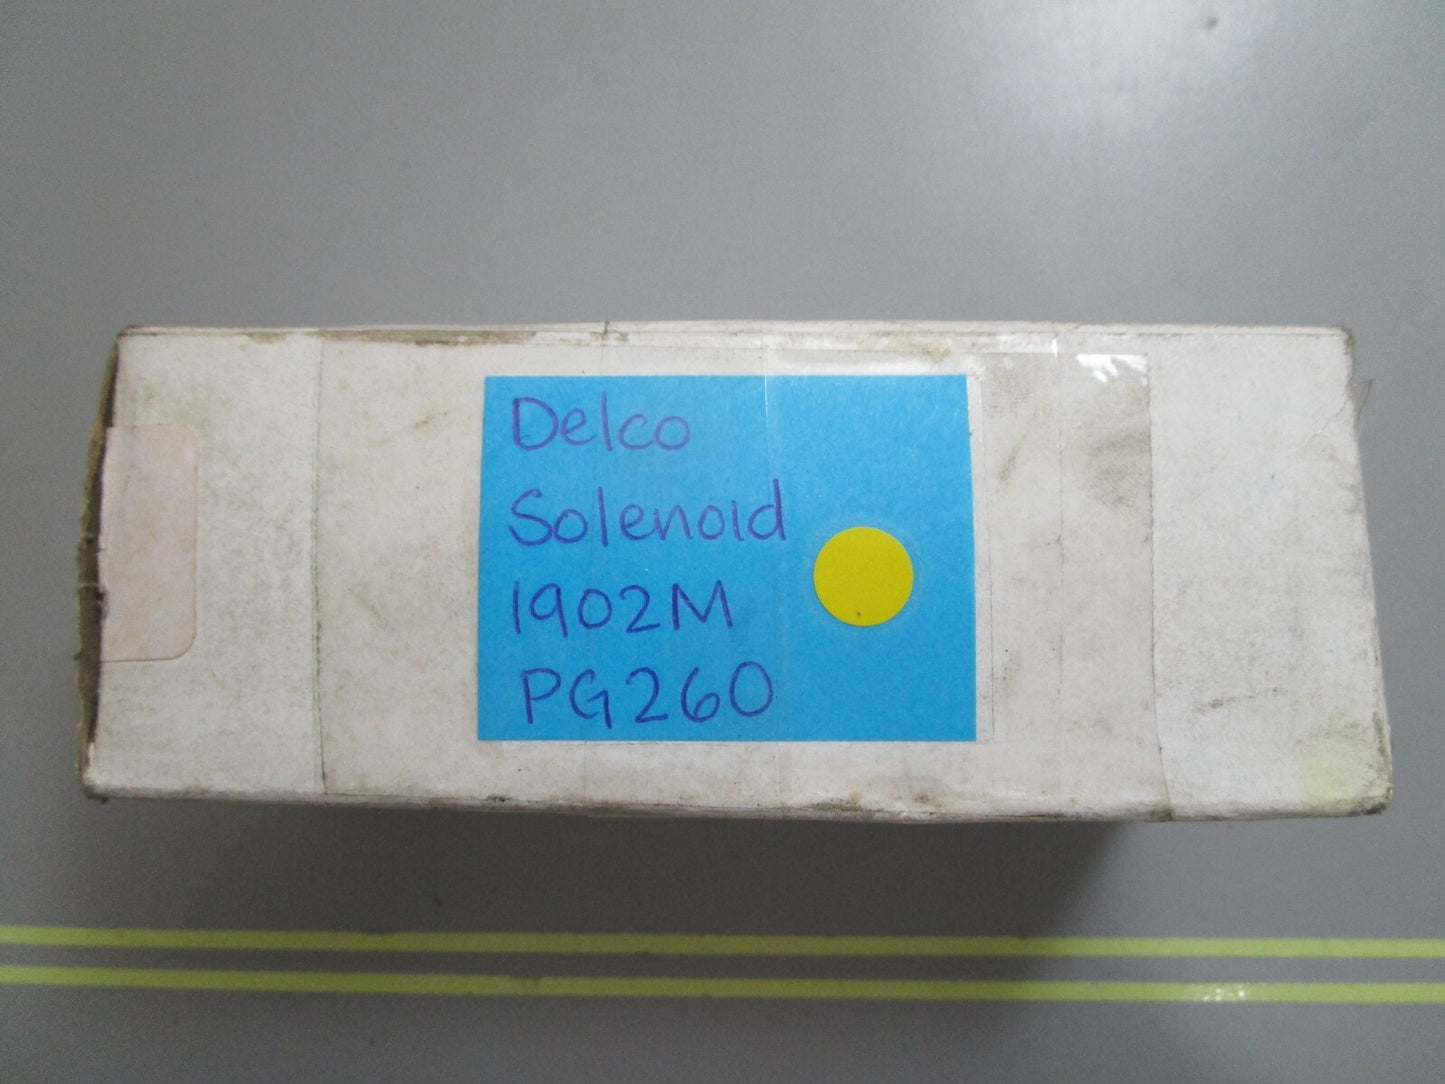 Delco
Solenoid
1902M
PG260